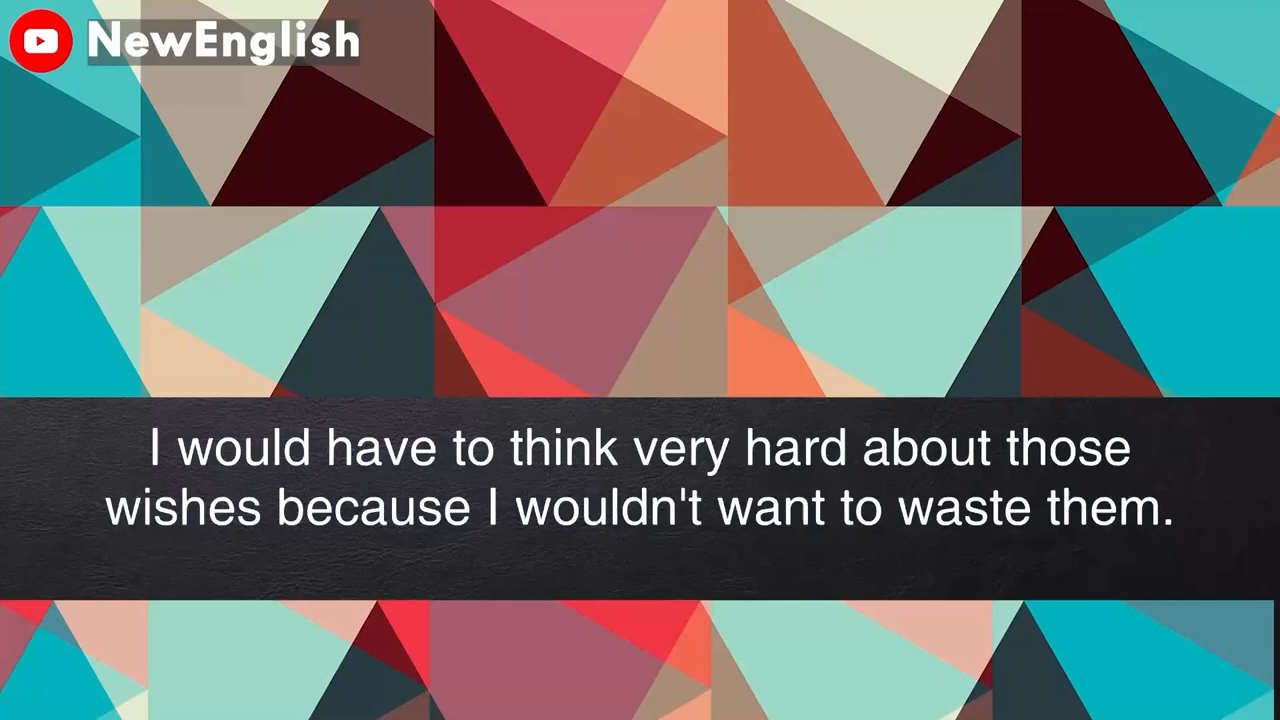 NewEnglish
I would have to think very hard about those
wishes because I wouldn't want to waste them.